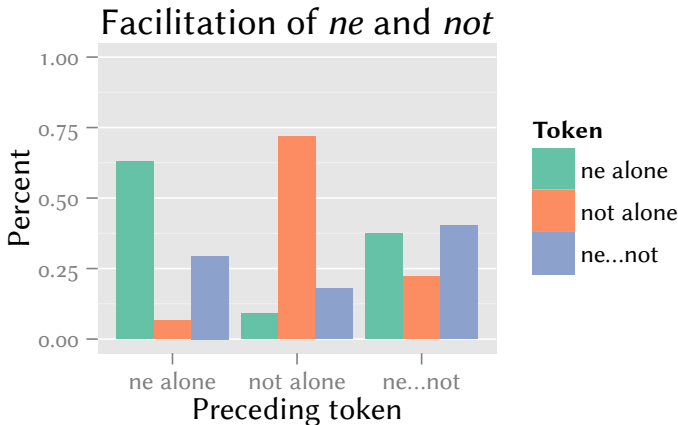 Facilitation of ne and not
Percent
1.00
0.75
0.50
0.25
0.00
ne alone
not alone
ne...not
Preceding token
Token
ne alone
not alone
ne...not